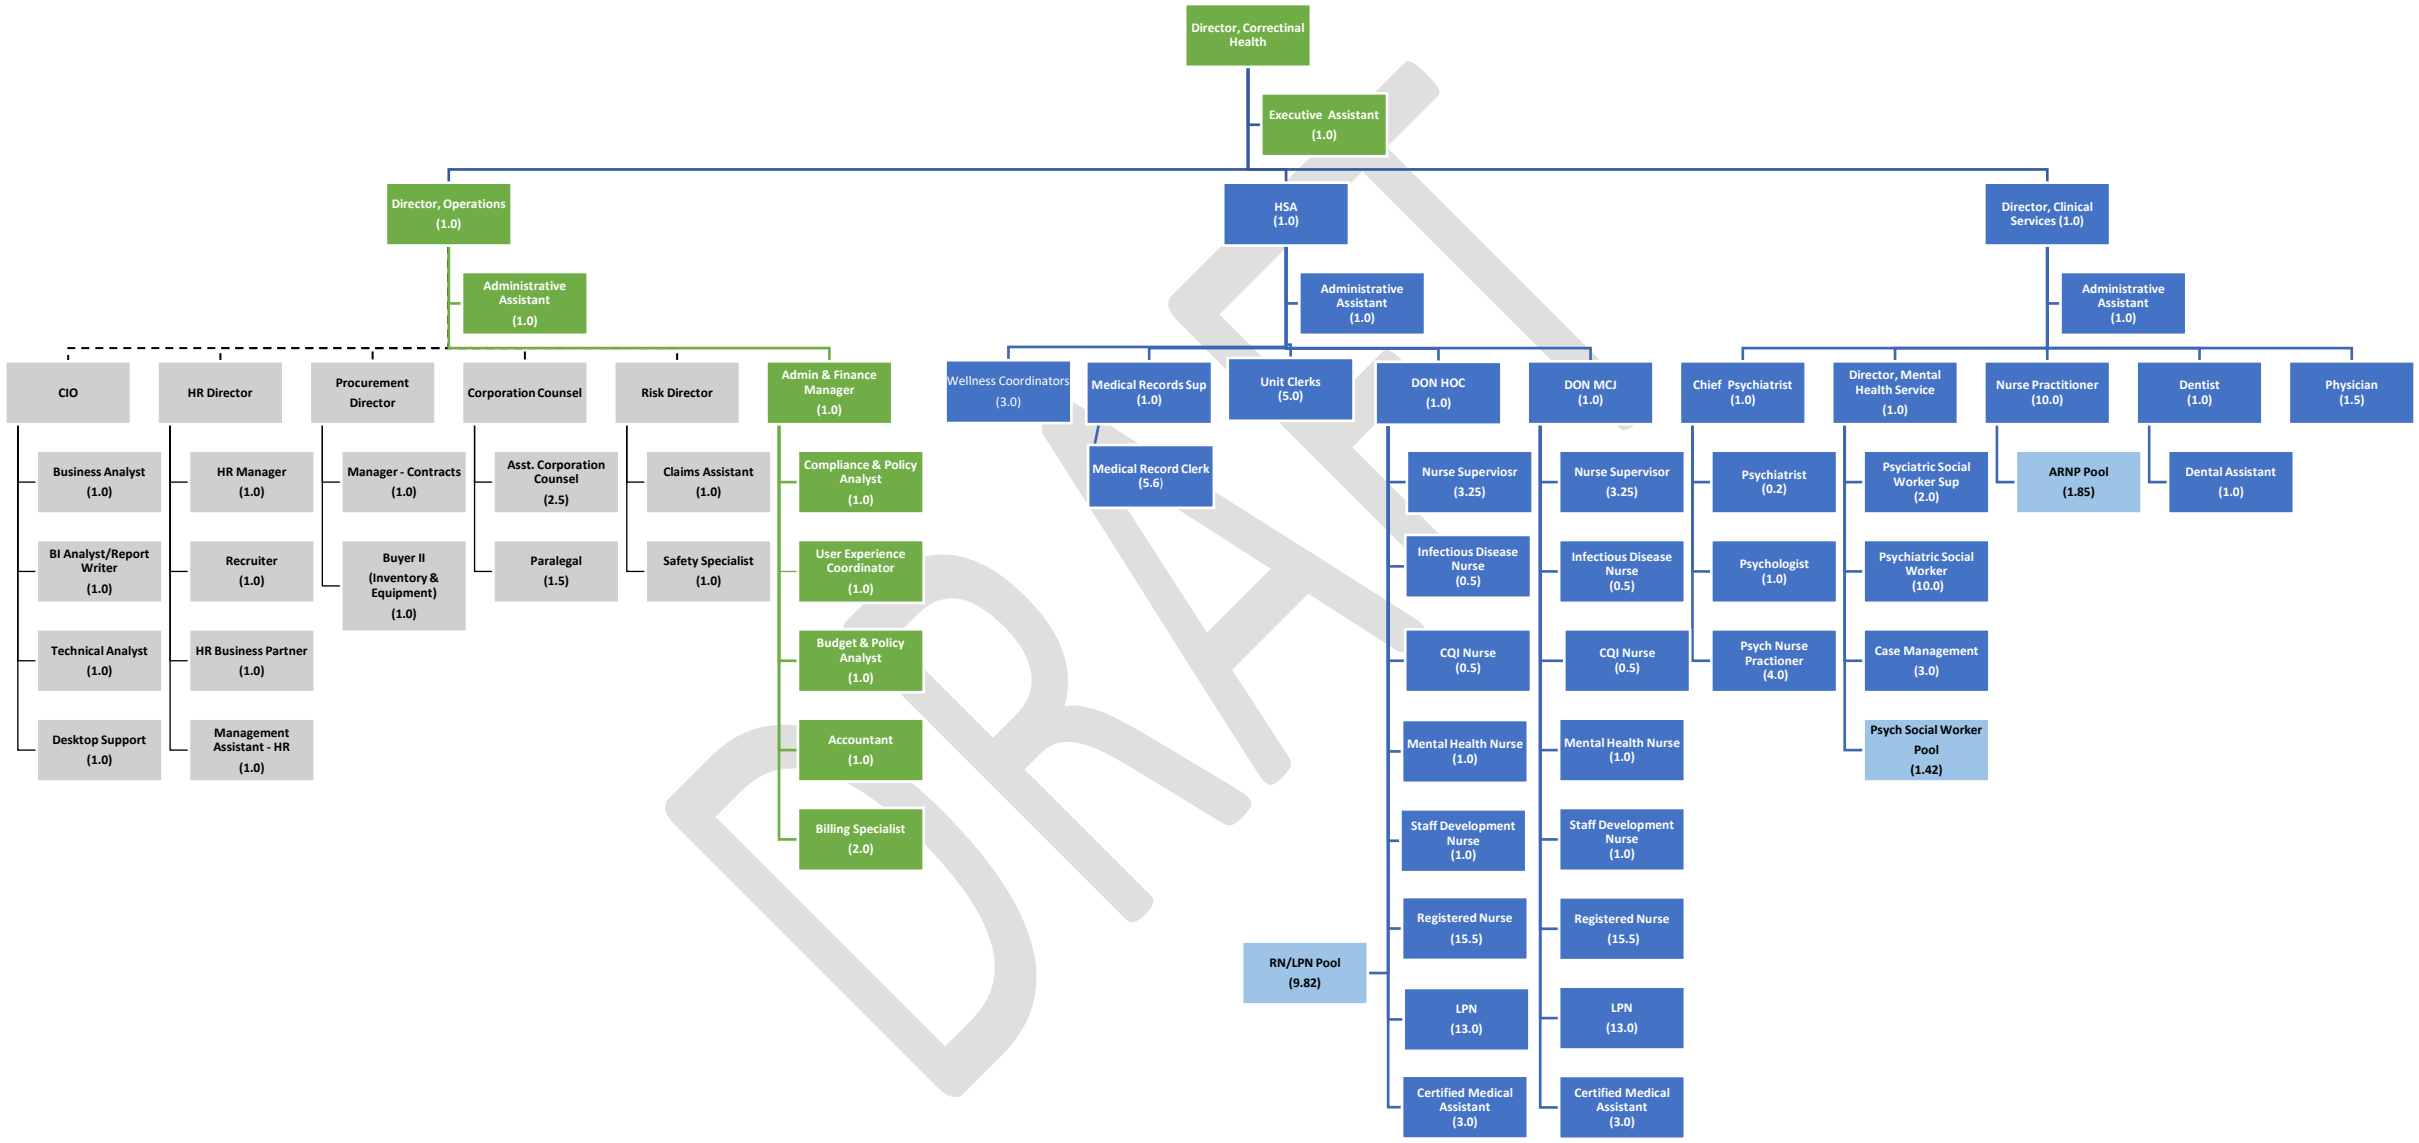 Director, Correctinal
Health
Executive Assistant
(1.0)
Director, Operations
(1.0)
HSA
(1.0)
Director, Clinical
Services (1.0)
Administrative
Assistant
(1.0)
Administrative
Assistant
(1.0)
Administrative
Assistant
(1.0)
CIO
HR Director
Procurement
Director
Corporation Counsel
Risk Director
Admin & Finance
Manager
(1.0)
Wellness Coordinators
(3.0)
Medical Records Sup
(1.0)
Unit Clerks
(5.0)
DON HOC
(1.0)
DON MCJ
(1.0)
Chief Psychiatrist
(1.0)
Director, Mental
Health Service
(1.0)
Nurse Practitioner
(10.0)
Dentist
(1.0)
Physician
(1.5)
Business Analyst
(1.0)
BI Analyst/Report
Writer
(1.0)
Technical Analyst
(1.0)
Desktop Support
(1.0)
HR Manager
(1.0)
Recruiter
(1.0)
HR Business Partner
(1.0)
Management
Assistant - HR
(1.0)
Manager - Contracts
(1.0)
Buyer II
(Inventory &
Equipment)
(1.0)
Asst. Corporation
Counsel
(2.5)
Paralegal
(1.5)
Claims Assistant
(1.0)
Safety Specialist
(1.0)
Compliance & Policy
Analyst
(1.0)
User Experience
Coordinator
(1.0)
Budget & Policy
Analyst
(1.0)
Accountant
(1.0)
Billing Specialist
(2.0)
Medical Record Clerk
(5.6)
Nurse Superviosr
(3.25)
Infectious Disease
Nurse
(0.5)
CQI Nurse
(0.5)
Mental Health Nurse
(1.0)
Staff Development
Nurse
(1.0)
Registered Nurse
(15.5)
RN/LPN Pool
(9.82)
LPN
(13.0)
Certified Medical
Assistant
(3.0)
Nurse Supervisor
(3.25)
Infectious Disease
Nurse
(0.5)
CQI Nurse
(0.5)
Mental Health Nurse
(1.0)
Staff Development
Nurse
(1.0)
Registered Nurse
(15.5)
LPN
(13.0)
Certified Medical
Assistant
(3.0)
Psychiatrist
(0.2)
Psychologist
(1.0)
Psych Nurse
Practioner
(4.0)
Psyciatric Social
Worker Sup
(2.0)
Psychiatric Social
Worker
(10.0)
Case Management
(3.0)
Psych Social Worker
Pool
(1.42)
ARNP Pool
(1.85)
Dental Assistant
(1.0)
DRAFT